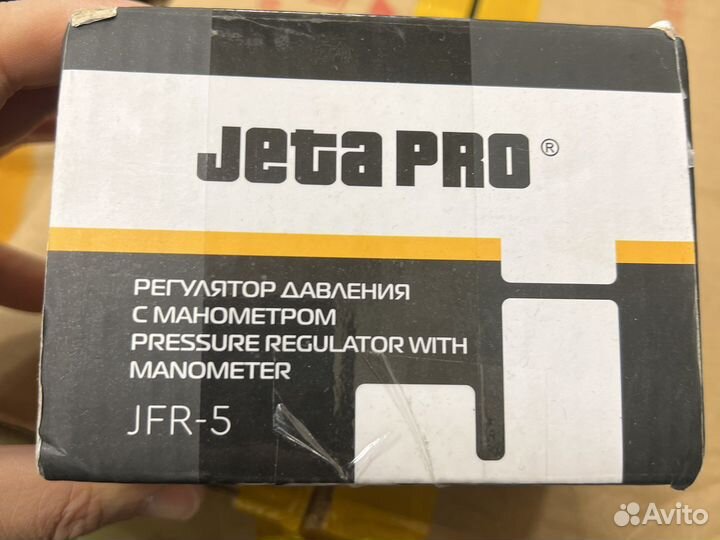 Jeta PRO ®
РЕГУЛЯТОР ДАВЛЕНИЯ
С МАНОМЕТРОМ
PRESSURE REGULATOR WITH
MANOMETER
JFR-5
Avito